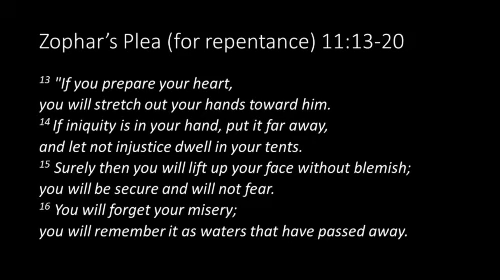 Zophar’s Plea (for repentance) 11:13-20
13 "If you prepare your heart,
you will stretch out your hands toward him.
14 If iniquity is in your hand, put it far away,
and let not injustice dwell in your tents.
15 Surely then you will lift up your face without blemish;
you will be secure and will not fear.
16 You will forget your misery;
you will remember it as waters that have passed away.